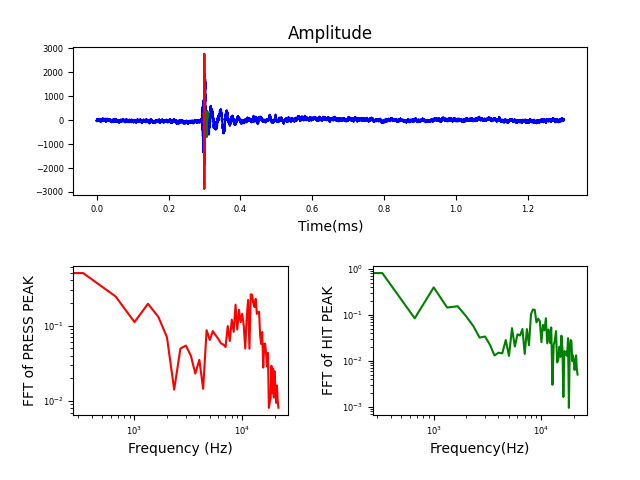 Amplitude
3000
2000
1000
0
−1000
−2000
−3000
0.0 0.2 0.4 0.6 0.8 1.0 1.2
Time(ms)
FFT of PRESS PEAK
10⁻¹
10⁻²
10³ 10⁴
Frequency (Hz)
FFT of HIT PEAK
10⁰
10⁻¹
10⁻²
10⁻³
10³ 10⁴
Frequency(Hz)